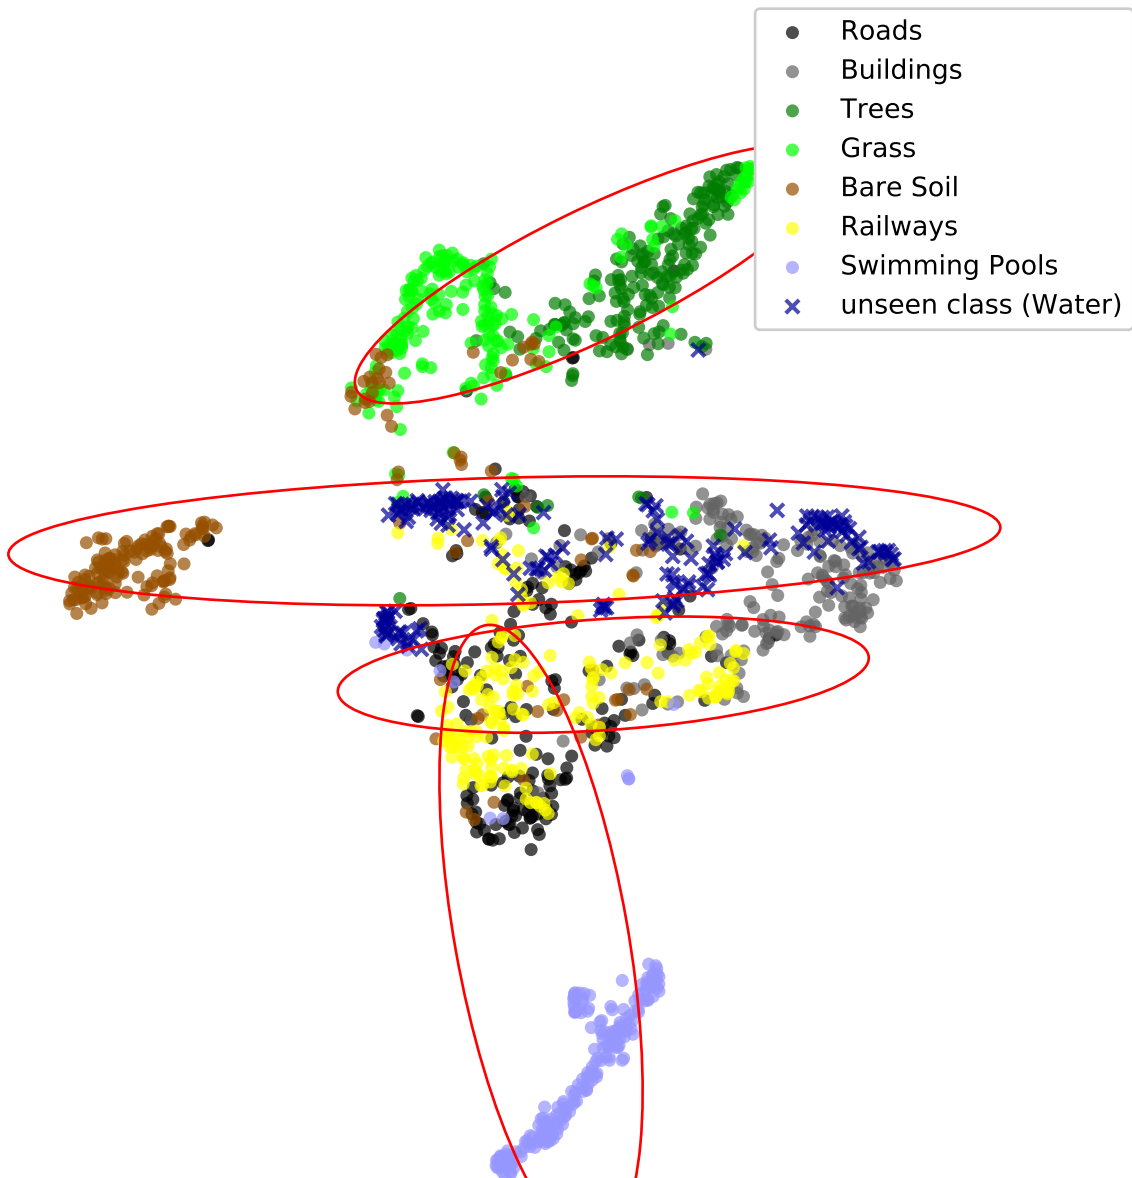 Roads
Buildings
Trees
Grass
Bare Soil
Railways
Swimming Pools
unseen class (Water)